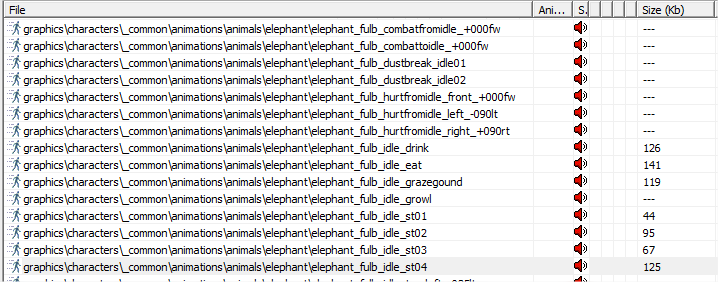 File Ani... S. Size (Kb)
graphics\characters\_common\animations\animals\elephant\elephant_fulb_combatfromidle_+000fw ---
graphics\characters\_common\animations\animals\elephant\elephant_fulb_combattoidle_+000fw ---
graphics\characters\_common\animations\animals\elephant\elephant_fulb_dustbreak_idle01 ---
graphics\characters\_common\animations\animals\elephant\elephant_fulb_dustbreak_idle02 ---
graphics\characters\_common\animations\animals\elephant\elephant_fulb_hurtfromidle_front_+000fw ---
graphics\characters\_common\animations\animals\elephant\elephant_fulb_hurtfromidle_left_-090lt ---
graphics\characters\_common\animations\animals\elephant\elephant_fulb_hurtfromidle_right_+090rt ---
graphics\characters\_common\animations\animals\elephant\elephant_fulb_idle_drink 126
graphics\characters\_common\animations\animals\elephant\elephant_fulb_idle_eat 141
graphics\characters\_common\animations\animals\elephant\elephant_fulb_idle_grazegound 119
graphics\characters\_common\animations\animals\elephant\elephant_fulb_idle_growl ---
graphics\characters\_common\animations\animals\elephant\elephant_fulb_idle_st01 44
graphics\characters\_common\animations\animals\elephant\elephant_fulb_idle_st02 95
graphics\characters\_common\animations\animals\elephant\elephant_fulb_idle_st03 67
graphics\characters\_common\animations\animals\elephant\elephant_fulb_idle_st04 125